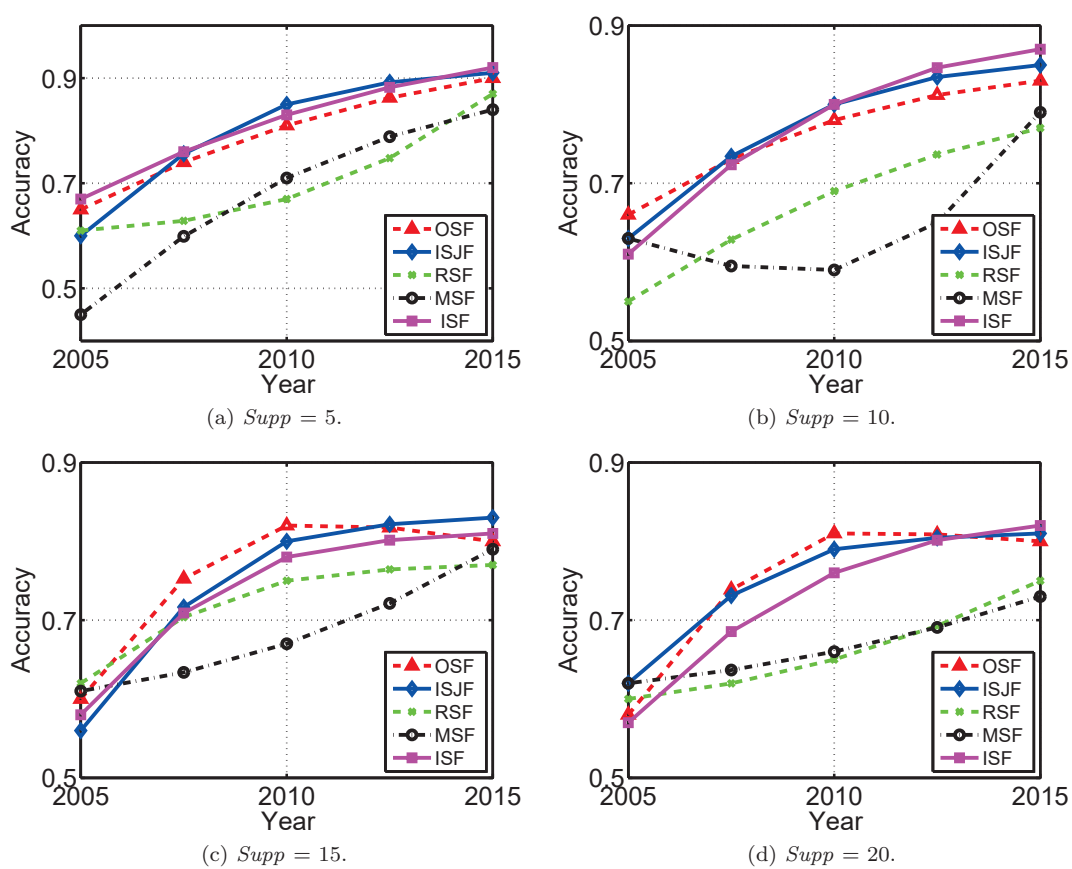 0.9
0.7
0.5
Accuracy
OSF
ISJF
RSF
MSF
ISF
2005 2010 2015
Year
(a) Supp = 5.
0.9
0.7
0.5
Accuracy
OSF
ISJF
RSF
MSF
ISF
2005 2010 2015
Year
(b) Supp = 10.
0.9
0.7
0.5
Accuracy
OSF
ISJF
RSF
MSF
ISF
2005 2010 2015
Year
(c) Supp = 15.
0.9
0.7
0.5
Accuracy
OSF
ISJF
RSF
MSF
ISF
2005 2010 2015
Year
(d) Supp = 20.